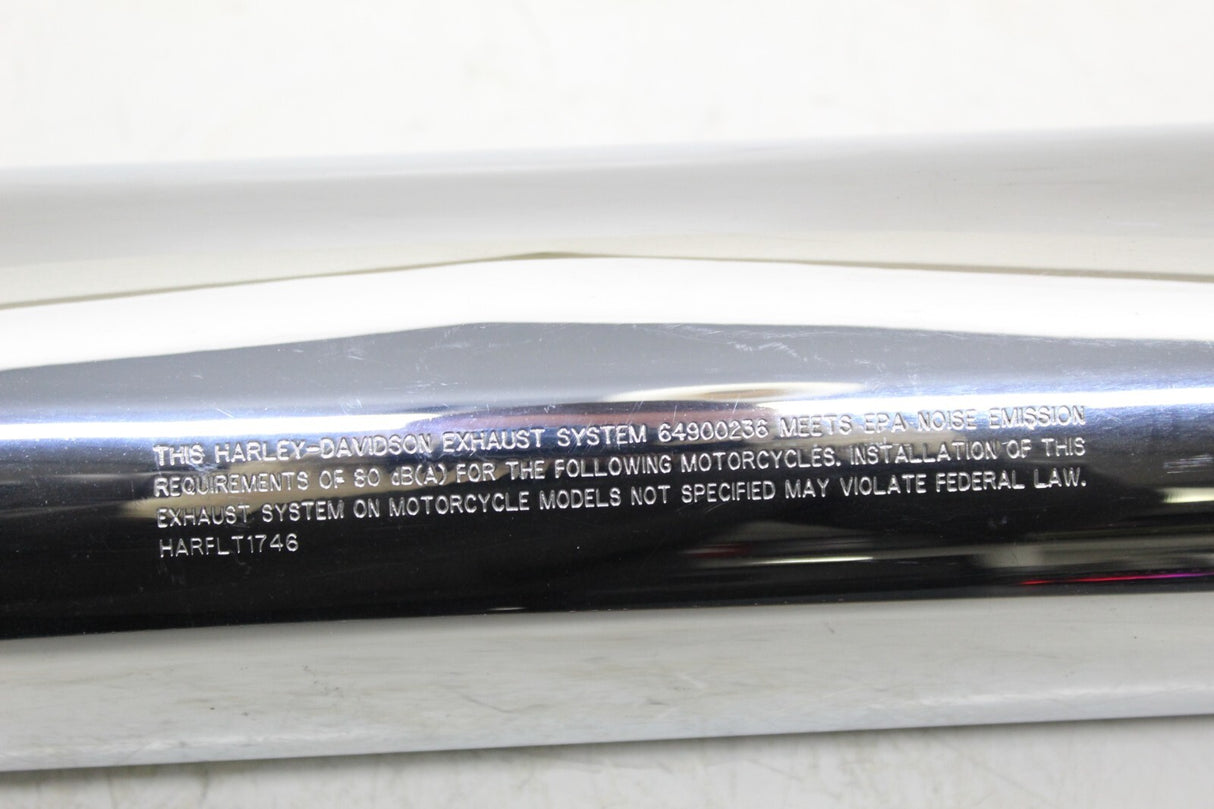 THIS HARLEY-DAVIDSON EXHAUST SYSTEM 64900236 MEETS EPA NOISE EMISSION
REQUIREMENTS OF 80 dB(A) FOR THE FOLLOWING MOTORCYCLES. INSTALLATION OF THIS
EXHAUST SYSTEM ON MOTORCYCLE MODELS NOT SPECIFIED MAY VIOLATE FEDERAL LAW.
HARFLT1746